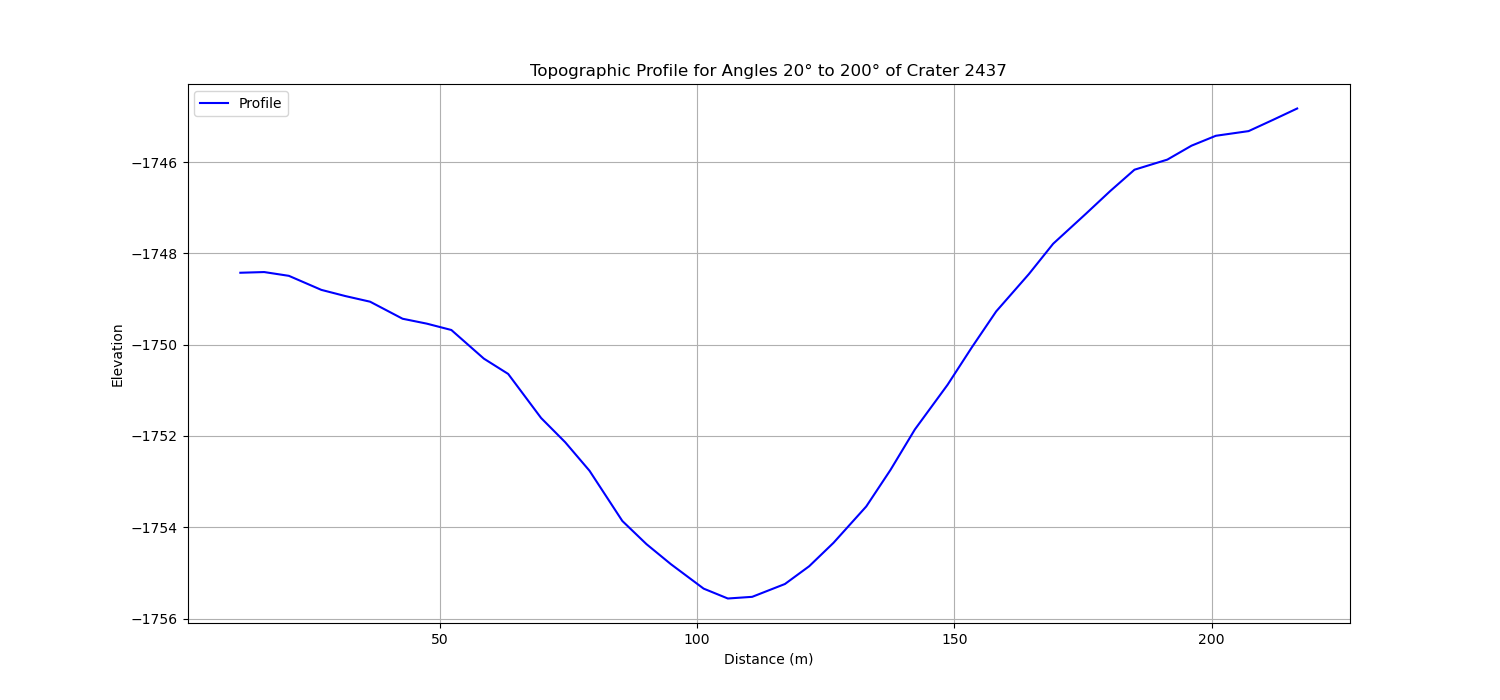 Topographic Profile for Angles 20° to 200° of Crater 2437
Profile
Elevation
−1746
−1748
−1750
−1752
−1754
−1756
50 100 150 200
Distance (m)